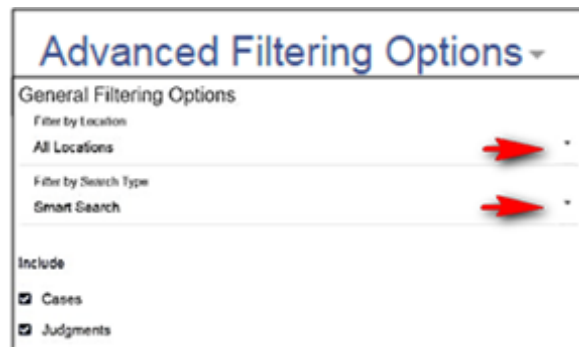 Advanced Filtering Options
General Filtering Options
Filter by Location
All Locations
Filter by Search Type
Smart Search
Include
Cases
Judgments